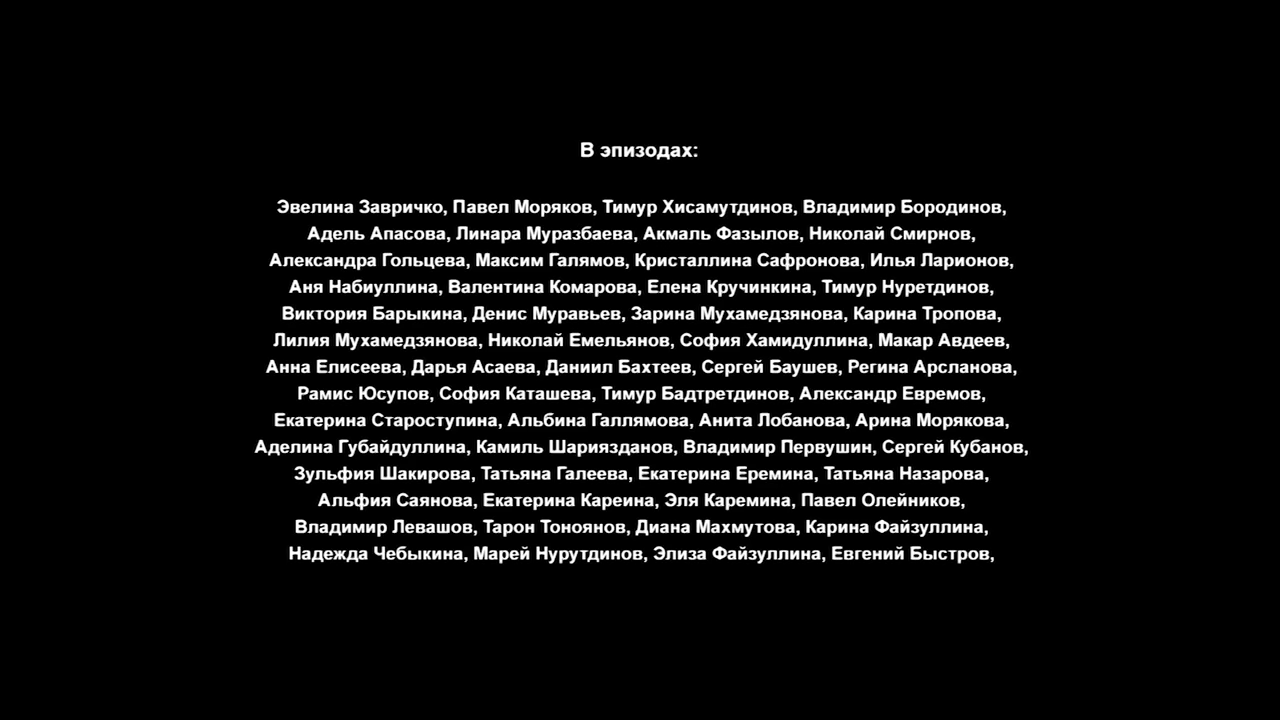 В эпизодах:
Эвелина Завричко, Павел Моряков, Тимур Хисамутдинов, Владимир Бородинов,
Адель Апасова, Линара Муразбаева, Акмаль Фазылов, Николай Смирнов,
Александра Гольцева, Максим Галямов, Кристаллина Сафронова, Илья Ларионов,
Аня Набиуллина, Валентина Комарова, Елена Кручинкина, Тимур Нуретдинов,
Виктория Барыкина, Денис Муравьев, Зарина Мухамедзянова, Карина Тропова,
Лилия Мухамедзянова, Николай Емельянов, София Хамидуллина, Макар Авдеев,
Анна Елисеева, Дарья Асаева, Даниил Бахтеев, Сергей Баушев, Регина Арсланова,
Рамис Юсупов, София Каташева, Тимур Бадтретдинов, Александр Евремов,
Екатерина Староступина, Альбина Галлямова, Анита Лобанова, Арина Морякова,
Аделина Губайдуллина, Камиль Шариязданов, Владимир Первушин, Сергей Кубанов,
Зульфия Шакирова, Татьяна Галеева, Екатерина Еремина, Татьяна Назарова,
Альфия Саянова, Екатерина Кареина, Эля Каремина, Павел Олейников,
Владимир Левашов, Тарон Тоноянов, Диана Махмутова, Карина Файзуллина,
Надежда Чебыкина, Марей Нурутдинов, Элиза Файзуллина, Евгений Быстров,